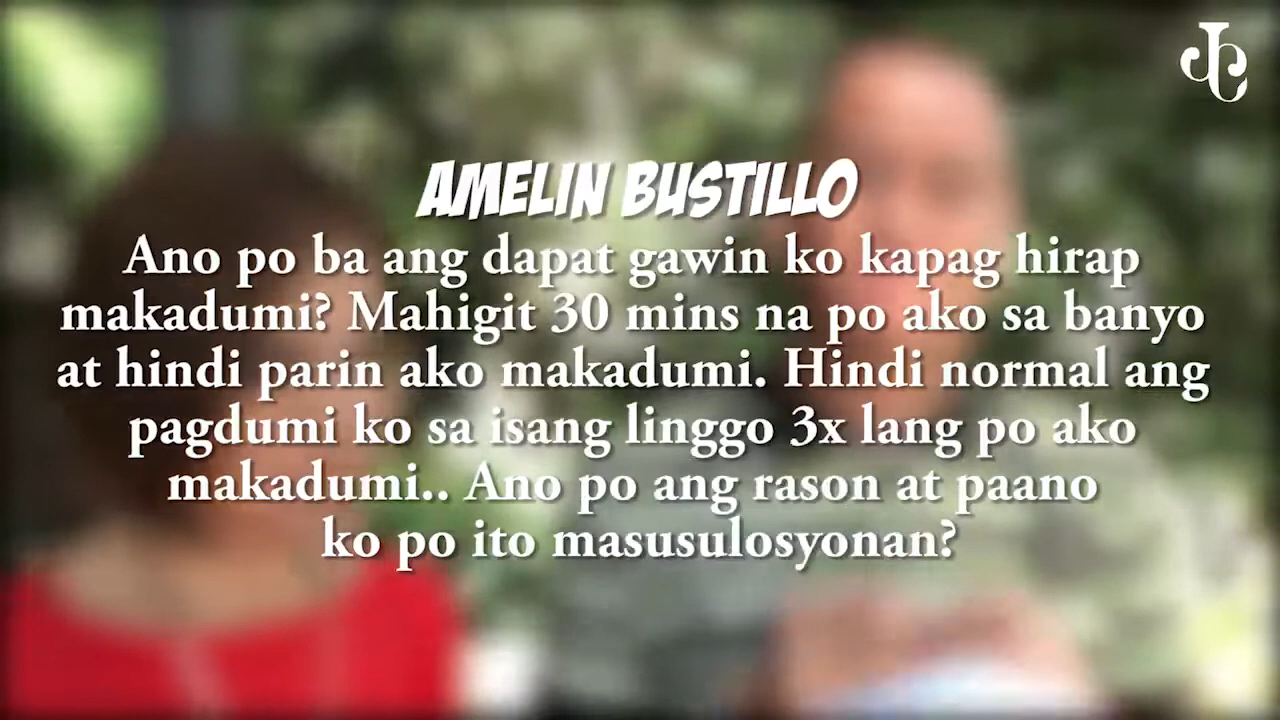 AMELIN BUSTILLO
Ano po ba ang dapat gawin ko kapag hirap
makadumi? Mahigit 30 mins na po ako sa banyo
at hindi parin ako makadumi. Hindi normal ang
pagdumi ko sa isang linggo 3x lang po ako
makadumi.. Ano po ang rason at paano
ko po ito masusulosyonan?